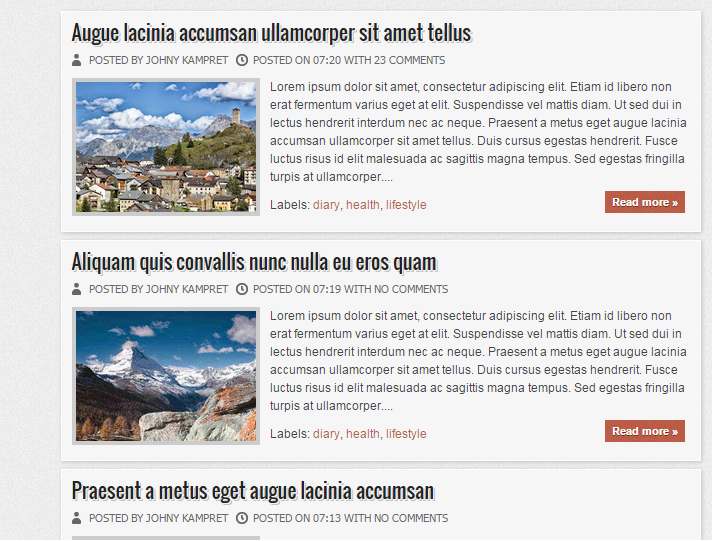 Augue lacinia accumsan ullamcorper sit amet tellus
POSTED BY JOHNY KAMPRET POSTED ON 07:20 WITH 23 COMMENTS
Lorem ipsum dolor sit amet, consectetur adipiscing elit. Etiam id libero non
erat fermentum varius eget at elit. Suspendisse vel mattis diam. Ut sed dui in
lectus hendrerit interdum nec ac neque. Praesent a metus eget augue lacinia
accumsan ullamcorper sit amet tellus. Duis cursus egestas hendrerit. Fusce
luctus risus id elit malesuada ac sagittis magna tempus. Sed egestas fringilla
turpis at ullamcorper....
Labels: diary, health, lifestyle
Read more »
Aliquam quis convallis nunc nulla eu eros quam
POSTED BY JOHNY KAMPRET POSTED ON 07:19 WITH NO COMMENTS
Lorem ipsum dolor sit amet, consectetur adipiscing elit. Etiam id libero non
erat fermentum varius eget at elit. Suspendisse vel mattis diam. Ut sed dui in
lectus hendrerit interdum nec ac neque. Praesent a metus eget augue lacinia
accumsan ullamcorper sit amet tellus. Duis cursus egestas hendrerit. Fusce
luctus risus id elit malesuada ac sagittis magna tempus. Sed egestas fringilla
turpis at ullamcorper....
Labels: diary, health, lifestyle
Read more »
Praesent a metus eget augue lacinia accumsan
POSTED BY JOHNY KAMPRET POSTED ON 07:13 WITH NO COMMENTS